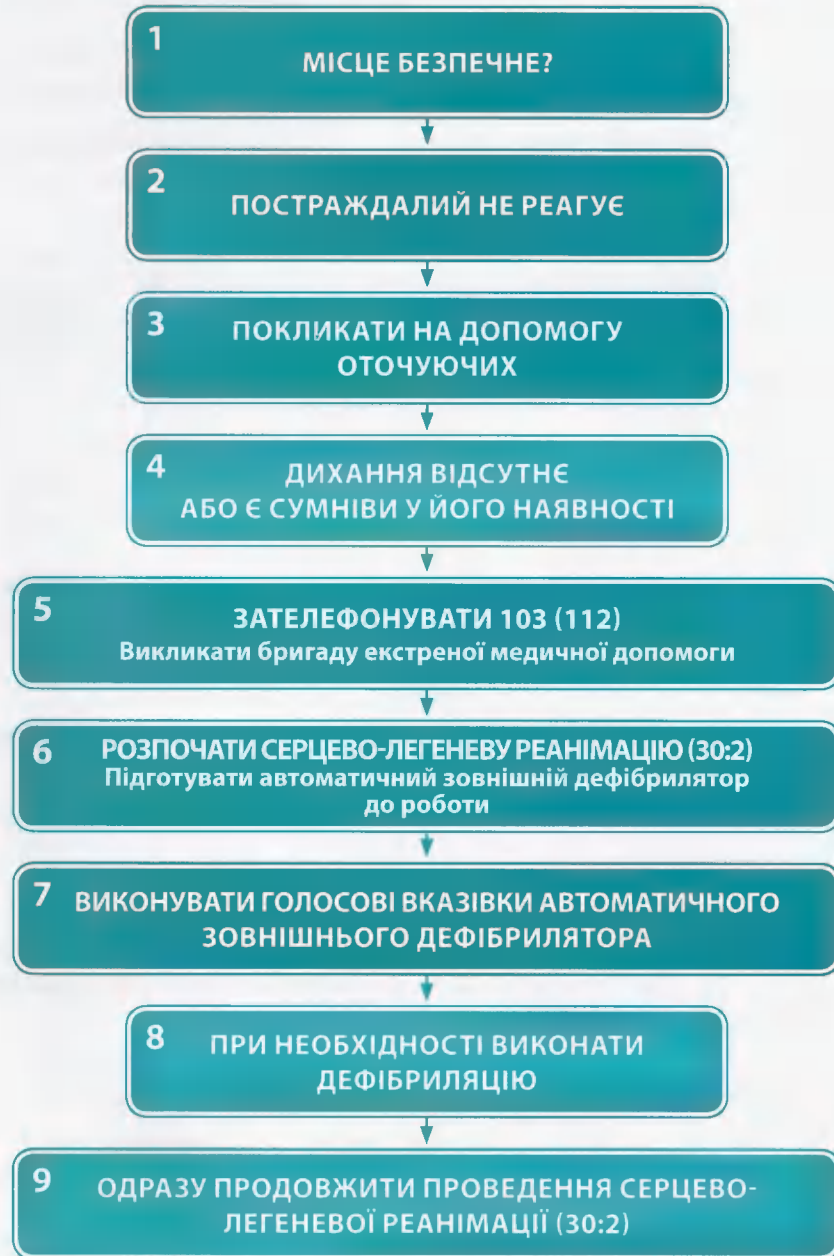 1
МІСЦЕ БЕЗПЕЧНЕ?
2
ПОСТРАЖДАЛИЙ НЕ РЕАГУЄ
3
ПОКЛИКАТИ НА ДОПОМОГУ
ОТОЧУЮЧИХ
4
ДИХАННЯ ВІДСУТНЄ
АБО Є СУМНІВИ У ЙОГО НАЯВНОСТІ
5
ЗАТЕЛЕФОНУВАТИ 103 (112)
Викликати бригаду екстреної медичної допомоги
6
РОЗПОЧАТИ СЕРЦЕВО-ЛЕГЕНЕВУ РЕАНІМАЦІЮ (30:2)
Підготувати автоматичний зовнішній дефібрилятор
до роботи
7
ВИКОНУВАТИ ГОЛОСОВІ ВКАЗІВКИ АВТОМАТИЧНОГО
ЗОВНІШНЬОГО ДЕФІБРИЛЯТОРА
8
ПРИ НЕОБХІДНОСТІ ВИКОНАТИ
ДЕФІБРИЛЯЦІЮ
9
ОДРАЗУ ПРОДОВЖИТИ ПРОВЕДЕННЯ СЕРЦЕВО-
ЛЕГЕНЕВОЇ РЕАНІМАЦІЇ (30:2)